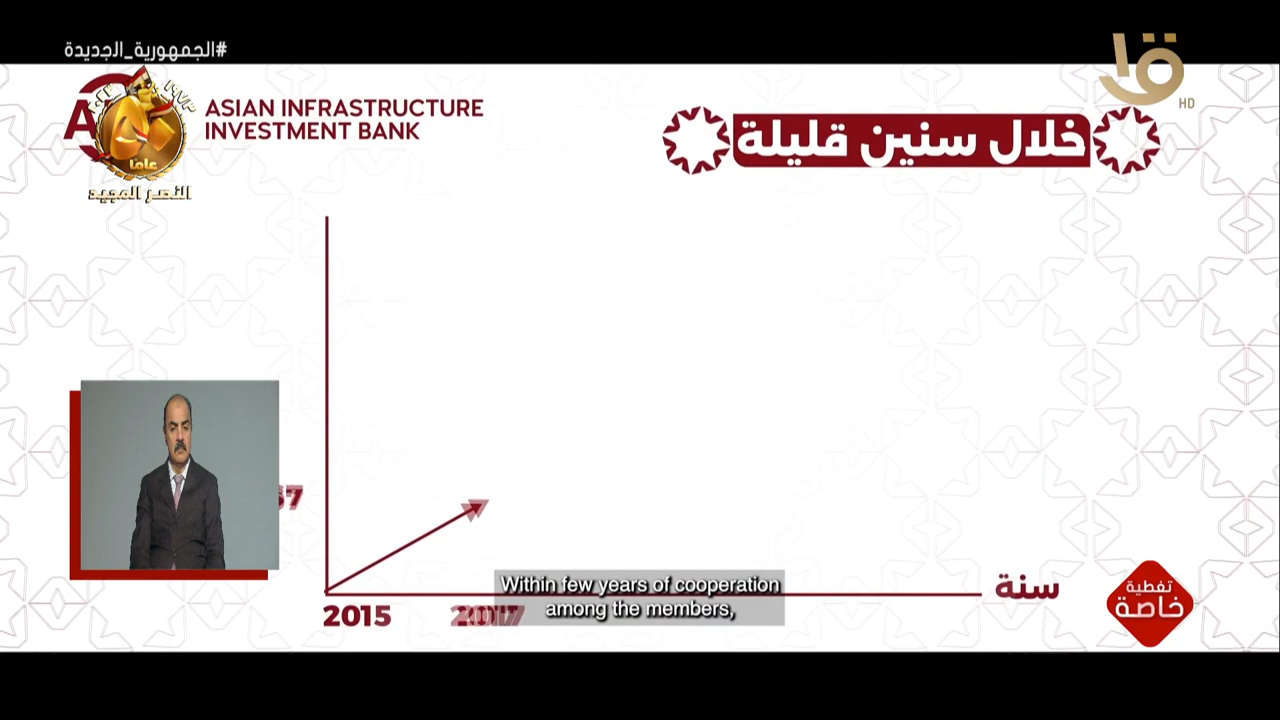 #الجمهورية_الجديدة
ASIAN INFRASTRUCTURE
INVESTMENT BANK
عاما
النصر المجيد
HD
خلال سنين قليلة
Within few years of cooperation
among the members,
سنة
2015
2017
تغطية
خاصة